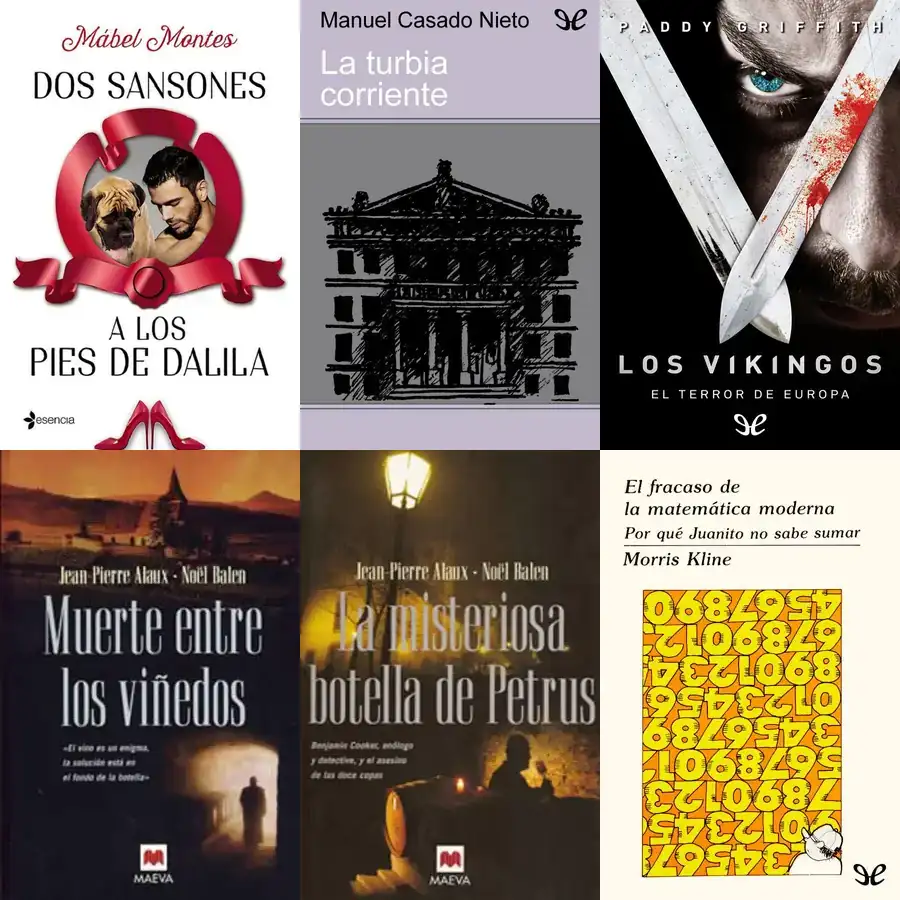 Mábel Montes
DOS SANSONES
A LOS
PIES DE DALILA
esencia
Manuel Casado Nieto
La turbia
corriente
PADDY GRIFFITH
LOS VIKINGOS
EL TERROR DE EUROPA
Jean-Pierre Alaux · Noël Balen
Muerte entre
los viñedos
«El vino es un enigma,
la solución está en
el fondo de la botella»
MAEVA
Jean-Pierre Alaux · Noël Balen
La misteriosa
botella de Petrus
Benjamin Cooker, enólogo
y detective, y el asesino
de las doce copas
MAEVA
El fracaso de
la matemática moderna
Por qué Juanito no sabe sumar
Morris Kline